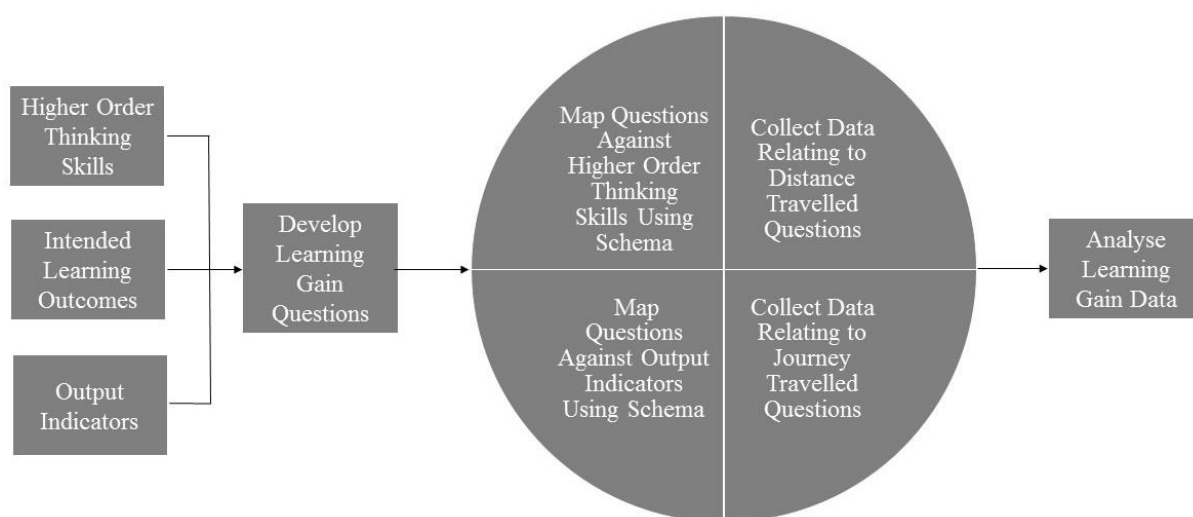 Higher Order
Thinking
Skills
Intended
Learning
Outcomes
Output
Indicators
Develop
Learning
Gain
Questions
Map Questions
Against
Higher Order
Thinking
Skills Using
Schema
Collect Data
Relating to
Distance
Travelled
Questions
Map
Questions
Against Output
Indicators
Using Schema
Collect Data
Relating to
Journey
Travelled
Questions
Analyse
Learning
Gain Data